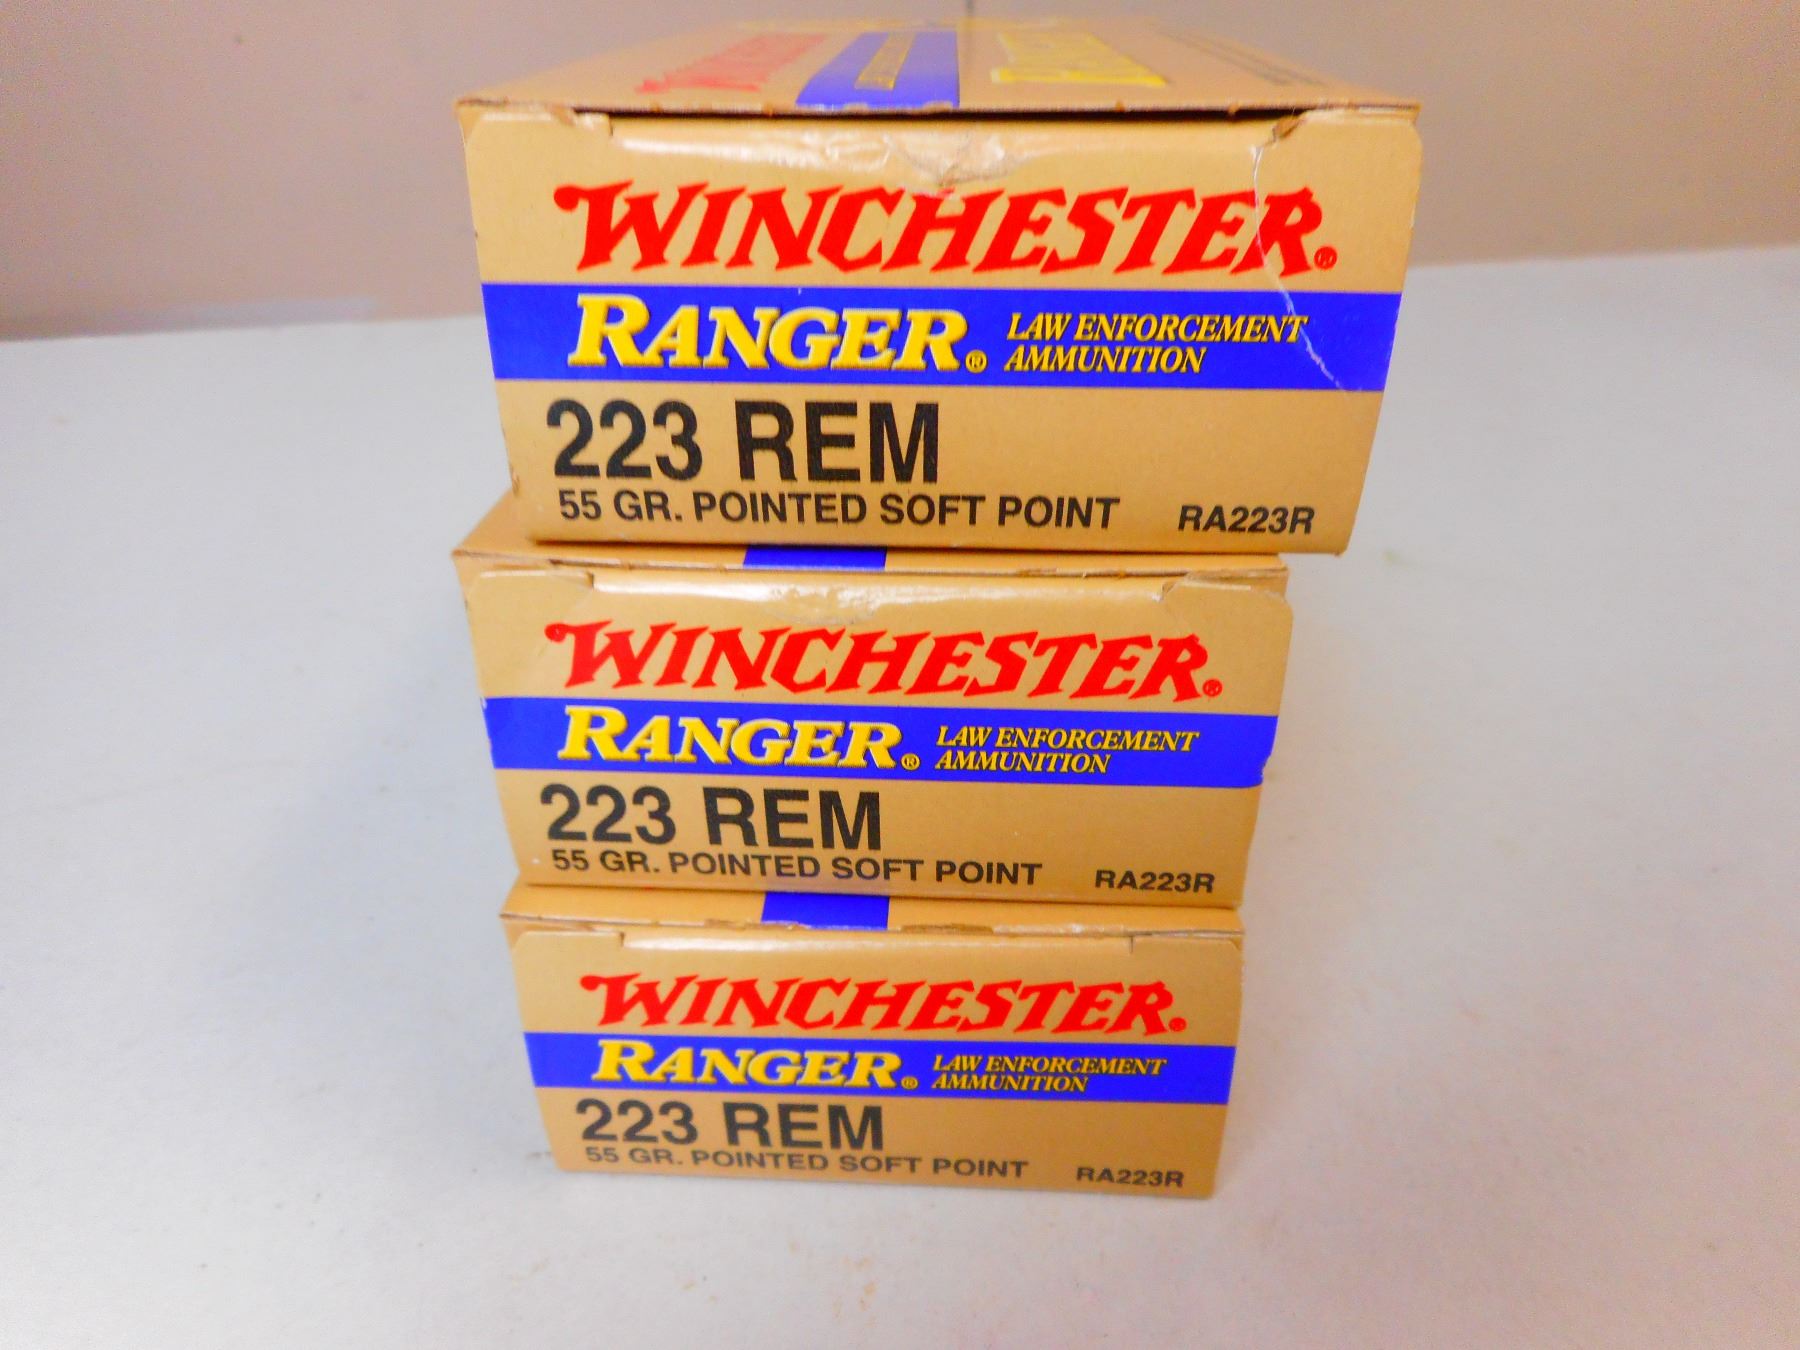 WINCHESTER®
RANGER® LAW ENFORCEMENT
AMMUNITION
223 REM
55 GR. POINTED SOFT POINT RA223R
WINCHESTER®
RANGER® LAW ENFORCEMENT
AMMUNITION
223 REM
55 GR. POINTED SOFT POINT RA223R
WINCHESTER®
RANGER® LAW ENFORCEMENT
AMMUNITION
223 REM
55 GR. POINTED SOFT POINT RA223R